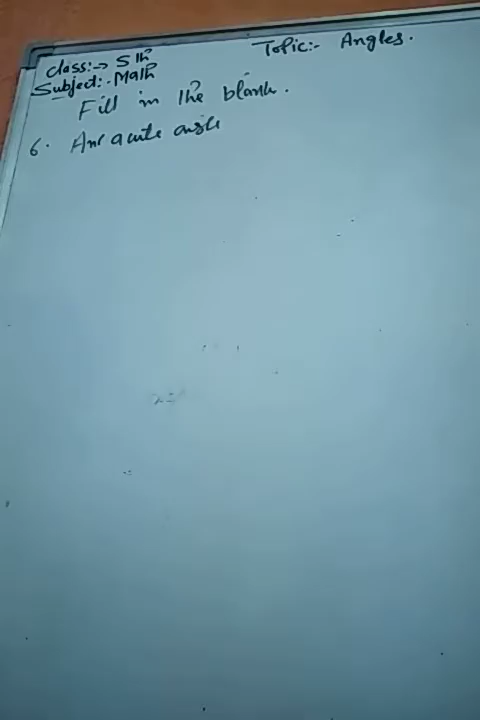 Class:→ 5th
Topic:- Angles.
Subject:- Math
Fill in the blank.
6. An acute angle